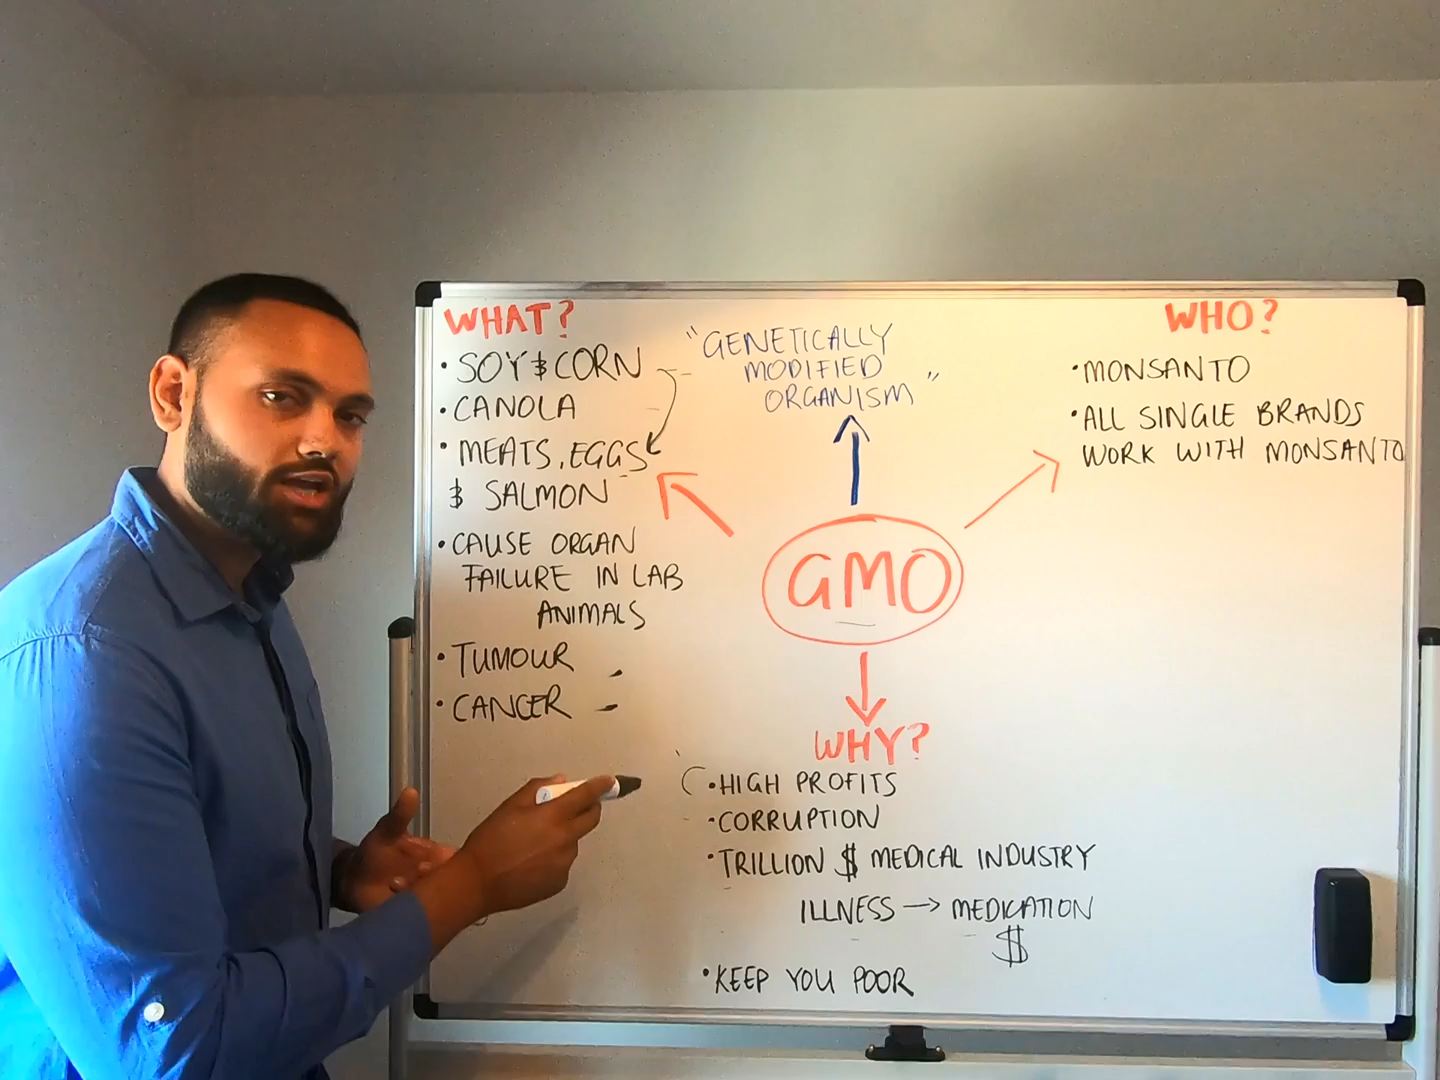 WHAT?
• SOY & CORN
• CANOLA
• MEATS, EGGS
& SALMON
• CAUSE ORGAN
FAILURE IN LAB
ANIMALS
• TUMOUR
• CANCER
"GENETICALLY
MODIFIED
ORGANISM"
GMO
WHO?
• MONSANTO
• ALL SINGLE BRANDS
WORK WITH MONSANTO
WHY?
• HIGH PROFITS
• CORRUPTION
• TRILLION $ MEDICAL INDUSTRY
ILLNESS → MEDICATION
$
• KEEP YOU POOR